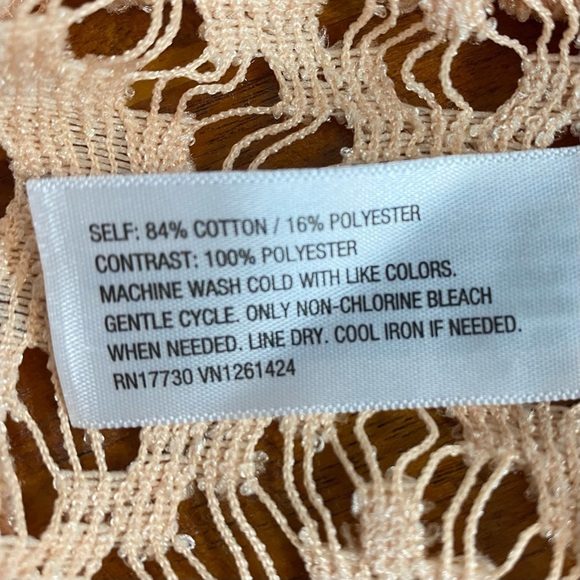 SELF: 84% COTTON / 16% POLYESTER
CONTRAST: 100% POLYESTER
MACHINE WASH COLD WITH LIKE COLORS.
GENTLE CYCLE. ONLY NON-CHLORINE BLEACH
WHEN NEEDED. LINE DRY. COOL IRON IF NEEDED.
RN17730 VN1261424